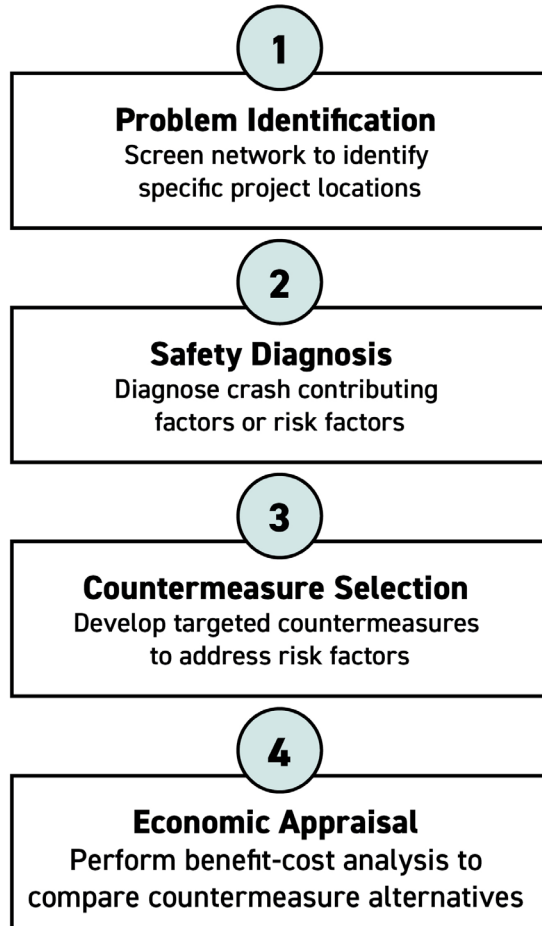 1
Problem Identification
Screen network to identify
specific project locations
2
Safety Diagnosis
Diagnose crash contributing
factors or risk factors
3
Countermeasure Selection
Develop targeted countermeasures
to address risk factors
4
Economic Appraisal
Perform benefit-cost analysis to
compare countermeasure alternatives